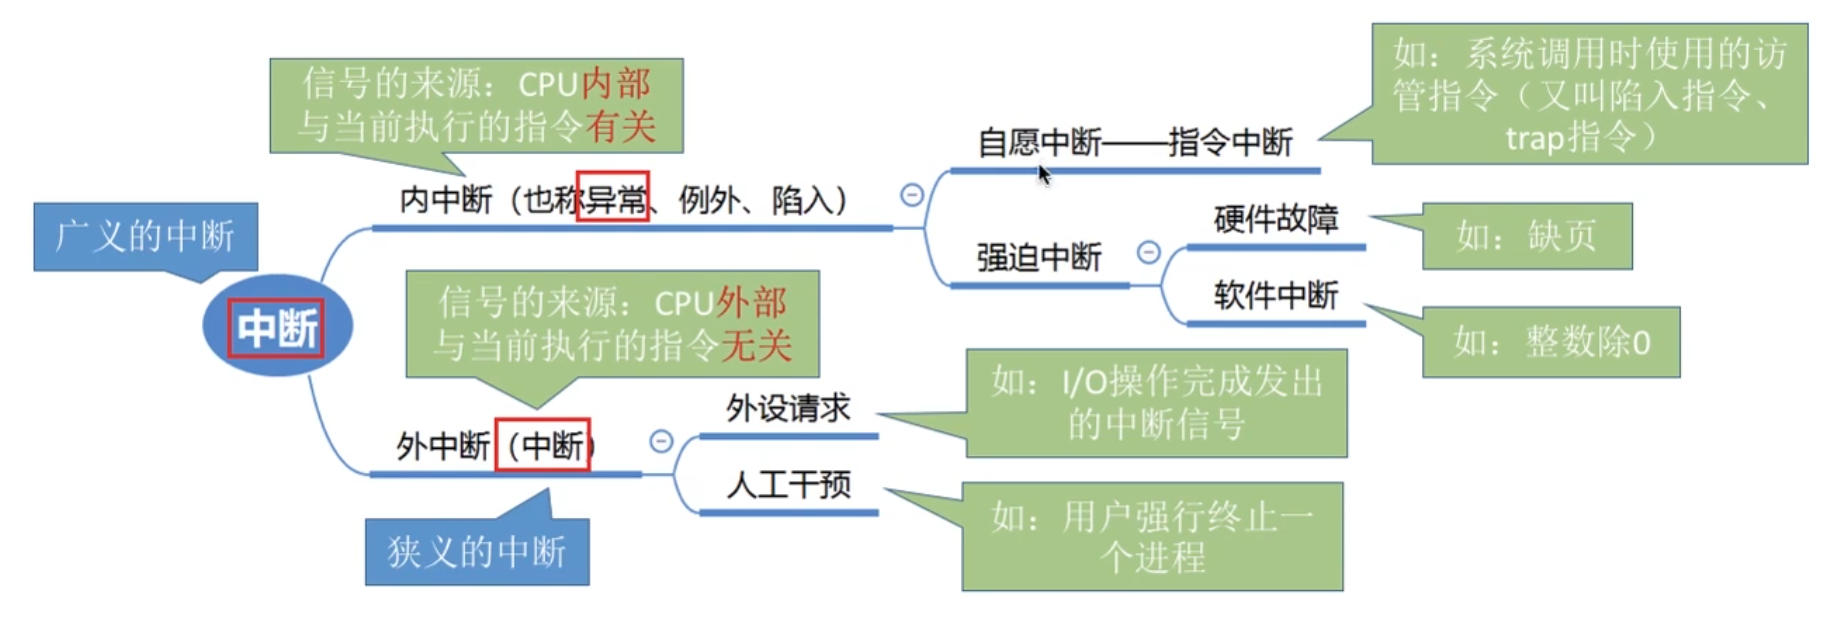 信号的来源：CPU内部
与当前执行的指令有关
如：系统调用时使用的访
管指令（又叫陷入指令、
trap指令）
自愿中断——指令中断
内中断（也称异常、例外、陷入）
广义的中断
硬件故障
如：缺页
强迫中断
软件中断
如：整数除0
中断
信号的来源：CPU外部
与当前执行的指令无关
外设请求
如：I/O操作完成发出
的中断信号
外中断（中断）
人工干预
如：用户强行终止一
个进程
狭义的中断